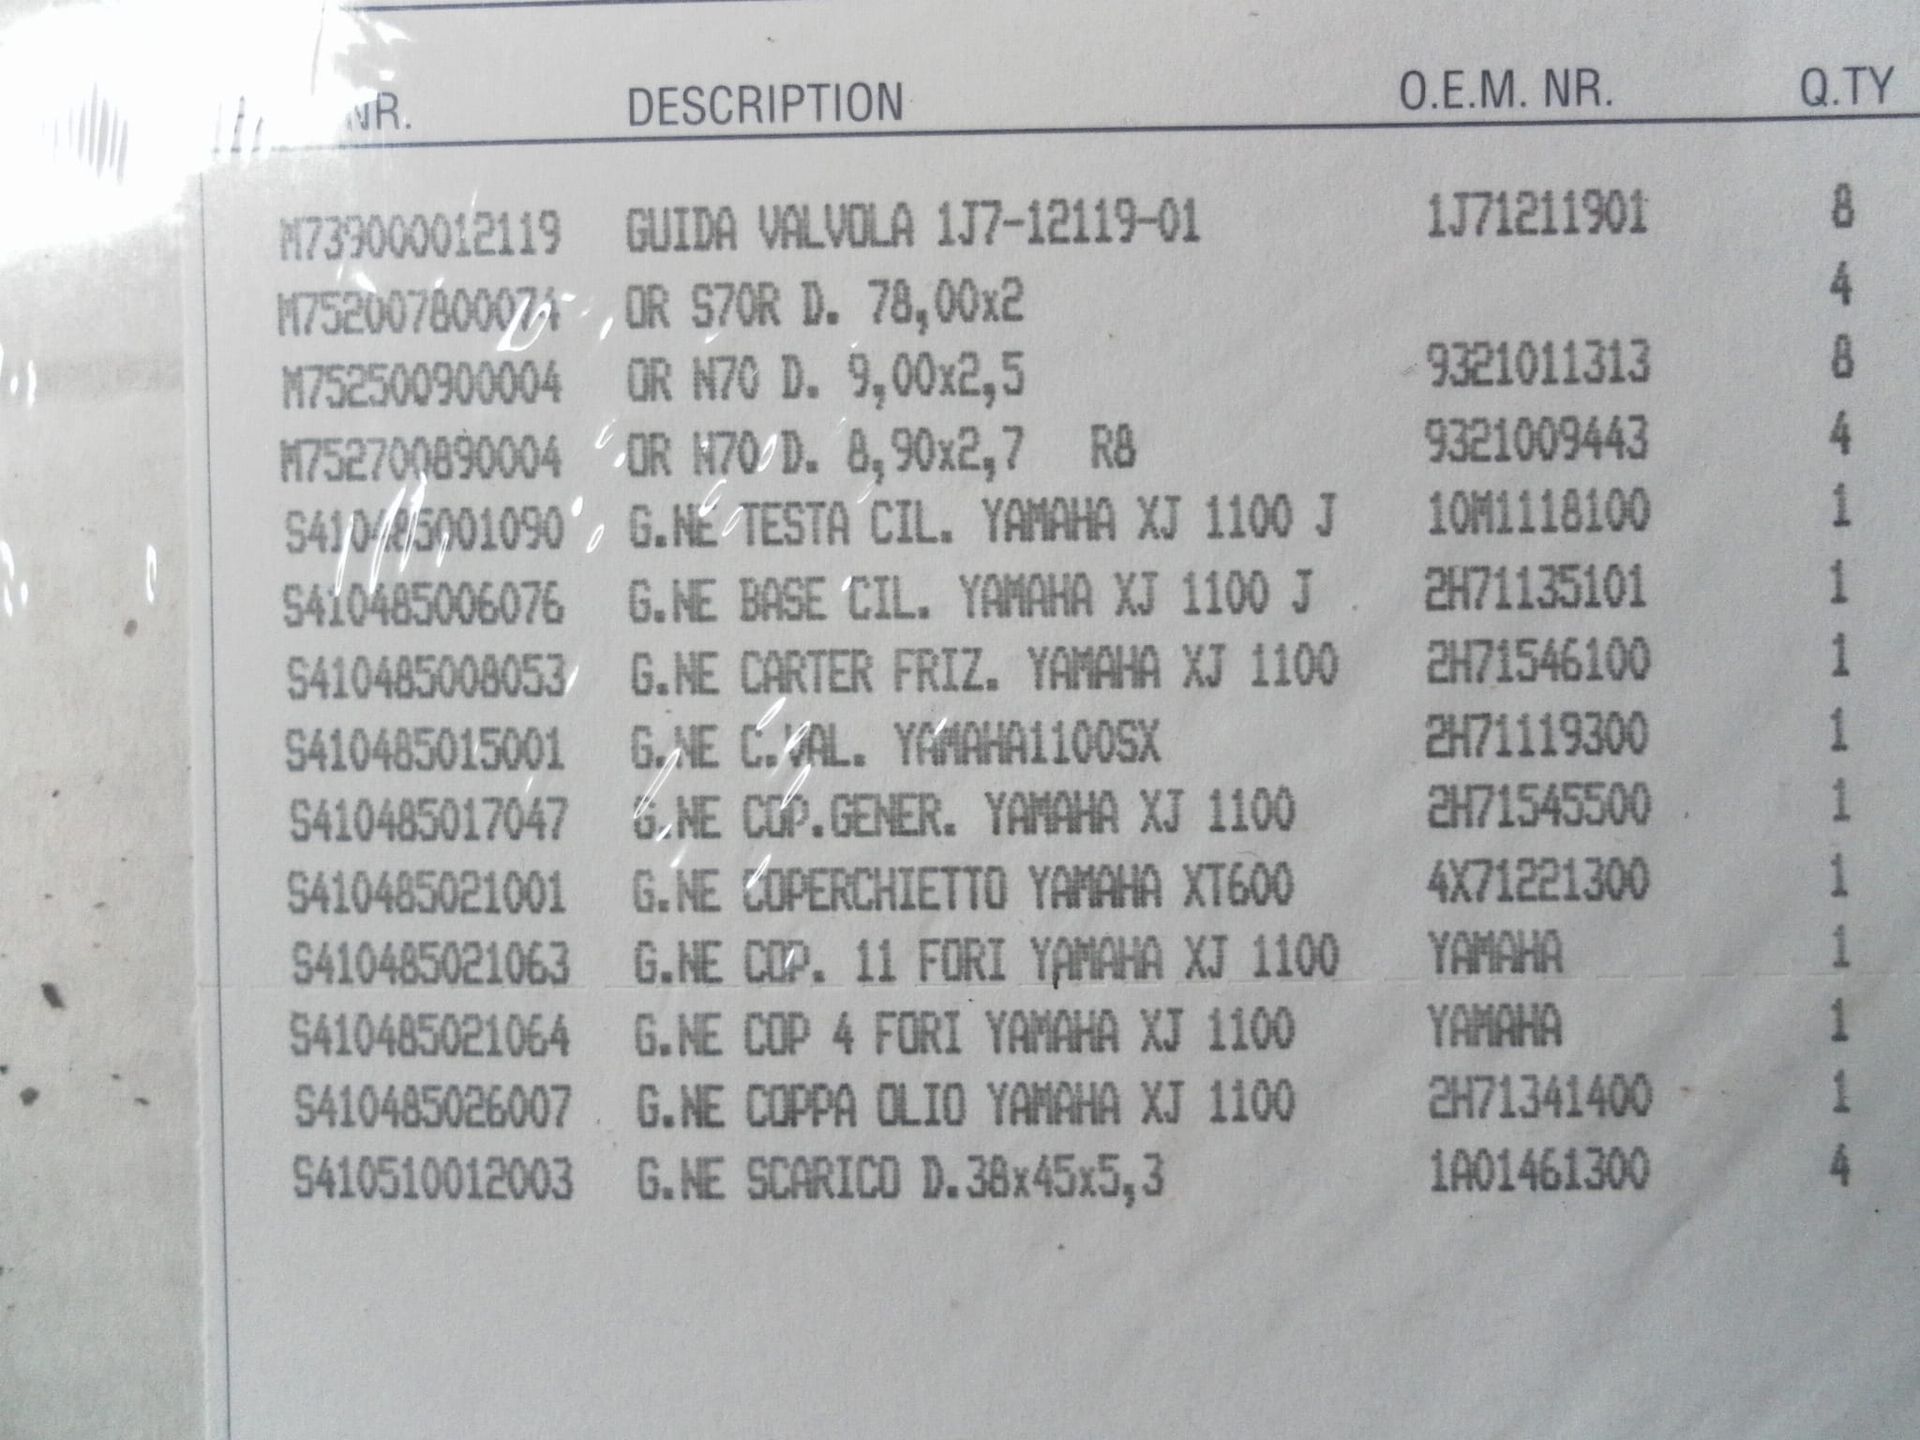 NR. DESCRIPTION O.E.M. NR. Q.TY
M739000012119 GUIDA VALVOLA 1J7-12119-01 1J71211901 8
M752007800074 OR S70R D. 78,00x2 4
M752500900004 OR N70 D. 9,00x2,5 9321011313 8
M752700890004 OR N70 D. 8,90x2,7 R8 9321009443 4
S410485001090 G.NE TESTA CIL. YAMAHA XJ 1100 J 10M1118100 1
S410485006076 G.NE BASE CIL. YAMAHA XJ 1100 J 2H71135101 1
S410485008053 G.NE CARTER FRIZ. YAMAHA XJ 1100 2H71546100 1
S410485015001 G.NE C.VAL. YAMAHA1100SX 2H71119300 1
S410485017047 G.NE COP.GENER. YAMAHA XJ 1100 2H71545500 1
S410485021001 G.NE COPERCHIETTO YAMAHA XT600 4X71221300 1
S410485021063 G.NE COP. 11 FORI YAMAHA XJ 1100 YAMAHA 1
S410485021064 G.NE COP 4 FORI YAMAHA XJ 1100 YAMAHA 1
S410485026007 G.NE COPPA OLIO YAMAHA XJ 1100 2H71341400 1
S410510012003 G.NE SCARICO D.38x45x5,3 1A01461300 4